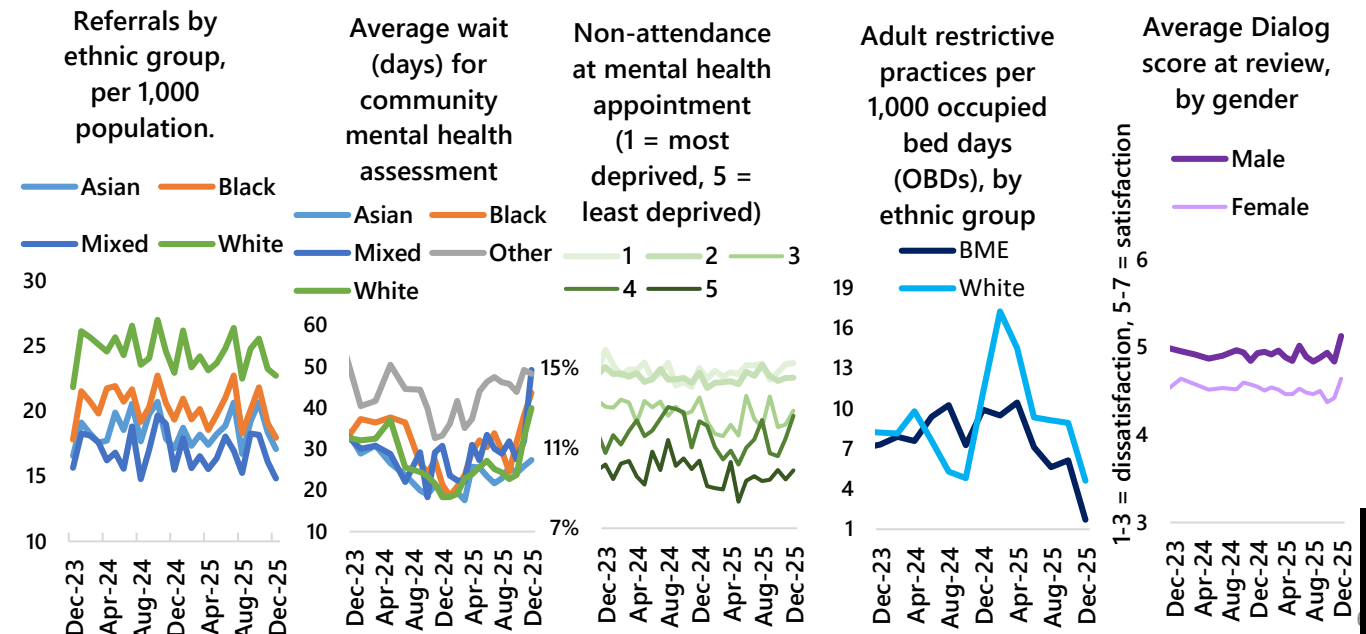 Referrals by
ethnic group,
per 1,000
population.
Asian Black
Mixed White
30
25
20
15
10
Dec-23
Apr-24
Aug-24
Dec-24
Apr-25
Aug-25
Dec-25
Average wait
(days) for
community
mental health
assessment
Asian Black
Mixed Other
White
60
50
40
30
20
10
Dec-23
Apr-24
Aug-24
Dec-24
Apr-25
Aug-25
Dec-25
Non-attendance
at mental health
appointment
(1 = most
deprived, 5 =
least deprived)
1 2 3
4 5
15%
11%
7%
Dec-23
Apr-24
Aug-24
Dec-24
Apr-25
Aug-25
Dec-25
Adult restrictive
practices per
1,000 occupied
bed days
(OBDs), by
ethnic group
BME
White
19
16
13
10
7
4
1
Dec-23
Apr-24
Aug-24
Dec-24
Apr-25
Aug-25
Dec-25
Average Dialog
score at review,
by gender
Male
Female
1-3 = dissatisfaction, 5-7 = satisfaction
6
5
4
3
Dec-23
Apr-24
Aug-24
Dec-24
Apr-25
Aug-25
Dec-25